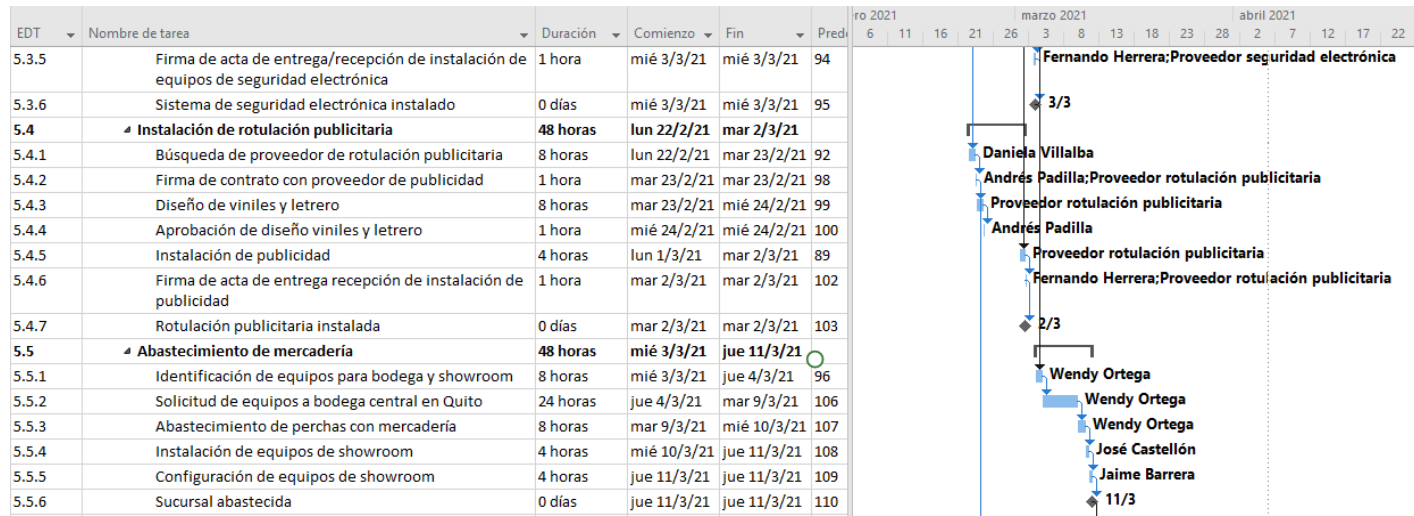 ro 2021 marzo 2021 abril 2021
EDT Nombre de tarea Duración Comienzo Fin Pred
6 11 16 21 26 3 8 13 18 23 28 2 7 12 17 22
5.3.5 Firma de acta de entrega/recepción de instalación de 1 hora mié 3/3/21 mié 3/3/21 94 Fernando Herrera;Proveedor seguridad electrónica
equipos de seguridad electrónica
5.3.6 Sistema de seguridad electrónica instalado 0 días mié 3/3/21 mié 3/3/21 95 3/3
5.4 Instalación de rotulación publicitaria 48 horas lun 22/2/21 mar 2/3/21
5.4.1 Búsqueda de proveedor de rotulación publicitaria 8 horas lun 22/2/21 mar 23/2/21 92 Daniela Villalba
5.4.2 Firma de contrato con proveedor de publicidad 1 hora mar 23/2/21 mar 23/2/21 98 Andrés Padilla;Proveedor rotulación publicitaria
5.4.3 Diseño de viniles y letrero 8 horas mar 23/2/21 mié 24/2/21 99 Proveedor rotulación publicitaria
5.4.4 Aprobación de diseño viniles y letrero 1 hora mié 24/2/21 mié 24/2/21 100 Andrés Padilla
5.4.5 Instalación de publicidad 4 horas lun 1/3/21 mar 2/3/21 89 Proveedor rotulación publicitaria
5.4.6 Firma de acta de entrega recepción de instalación de 1 hora mar 2/3/21 mar 2/3/21 102 Fernando Herrera;Proveedor rotulación publicitaria
publicidad
5.4.7 Rotulación publicitaria instalada 0 días mar 2/3/21 mar 2/3/21 103 2/3
5.5 Abastecimiento de mercadería 48 horas mié 3/3/21 jue 11/3/21
5.5.1 Identificación de equipos para bodega y showroom 8 horas mié 3/3/21 jue 4/3/21 96 Wendy Ortega
5.5.2 Solicitud de equipos a bodega central en Quito 24 horas jue 4/3/21 mar 9/3/21 106 Wendy Ortega
5.5.3 Abastecimiento de perchas con mercadería 8 horas mar 9/3/21 mié 10/3/21 107 Wendy Ortega
5.5.4 Instalación de equipos de showroom 4 horas mié 10/3/21 jue 11/3/21 108 José Castellón
5.5.5 Configuración de equipos de showroom 4 horas jue 11/3/21 jue 11/3/21 109 Jaime Barrera
5.5.6 Sucursal abastecida 0 días jue 11/3/21 jue 11/3/21 110 11/3